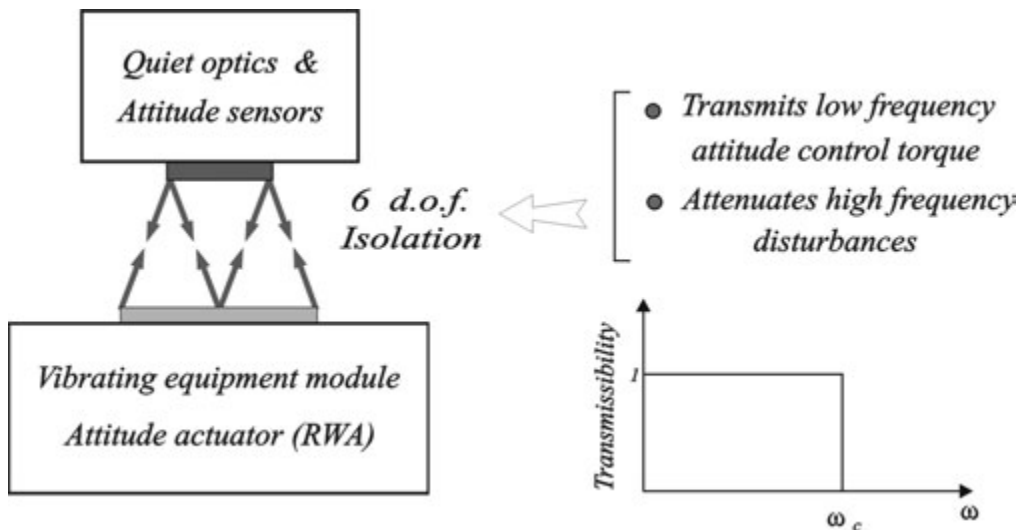 Quiet optics &
Attitude sensors
6 d.o.f.
Isolation
Transmits low frequency
attitude control torque
Attenuates high frequency
disturbances
Vibrating equipment module
Attitude actuator (RWA)
Transmissibility
1
ω c
ω